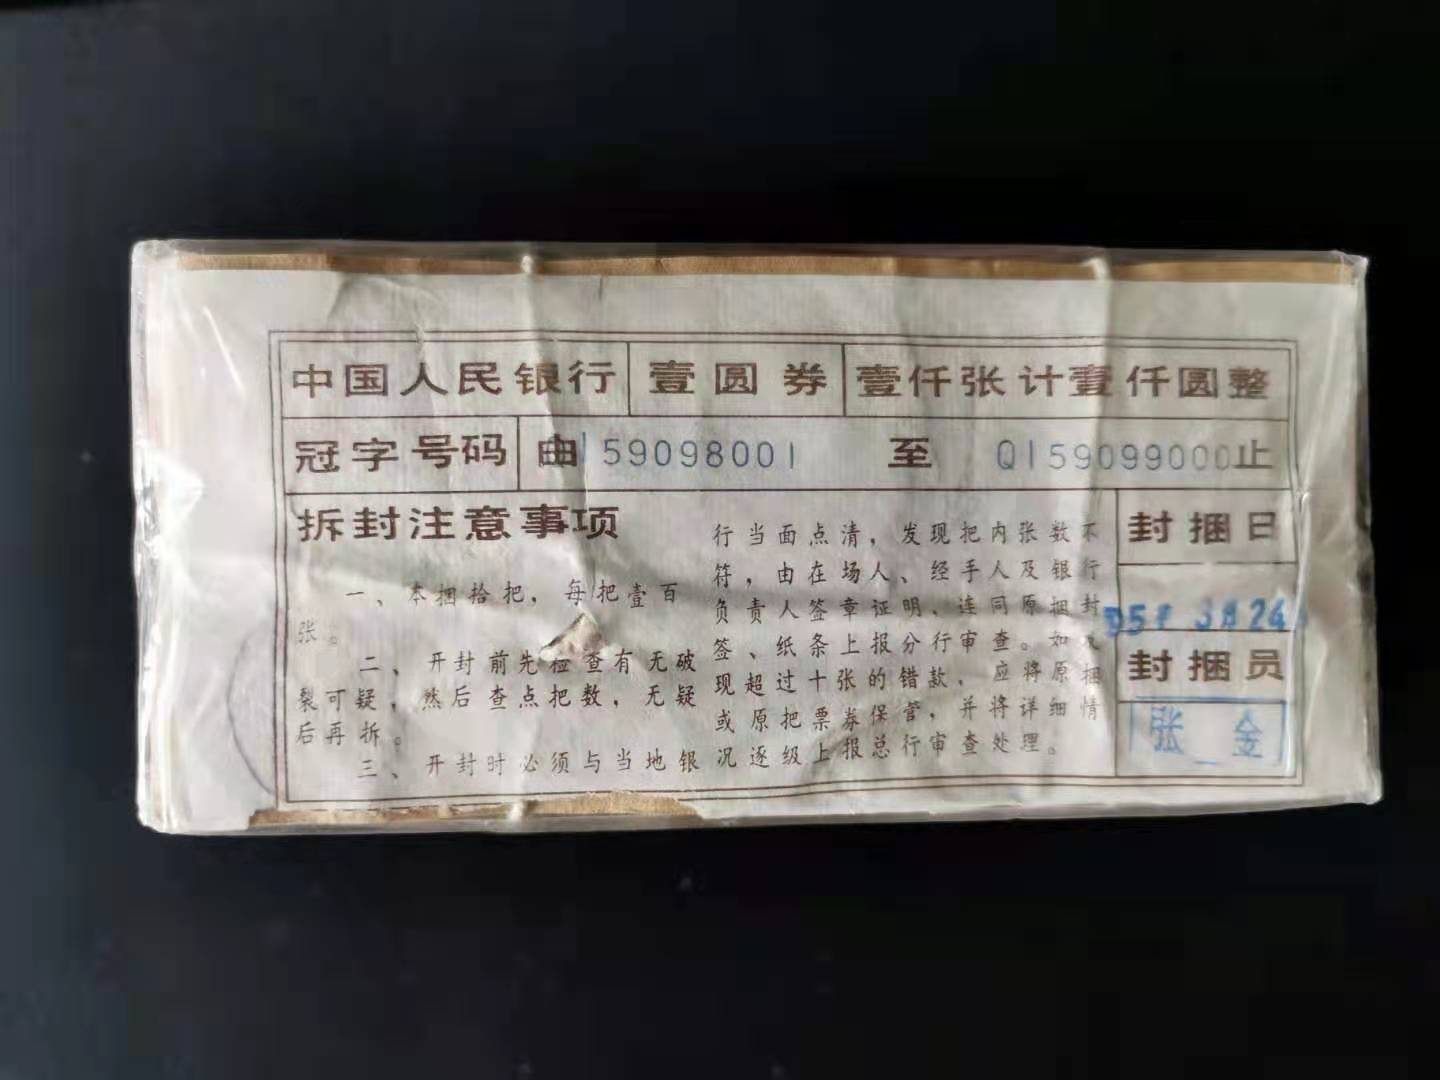 中国人民银行 壹圆券 壹仟张计壹仟圆整
冠字号码 由 159098001 至 Q159099000止
拆封注意事项
一、本捆拾把，每把壹百
张。
二、开封前先检查有无破
裂可疑，然后查点把数，无疑
后再拆。
三、开封时必须与当地银
行当面点清，发现把内张数不
符，由在场人、经手人及银行
负责人签章证明、连同原捆封
签、纸条上报分行审查。如发
现超过十张的错款，应将原捆
或原把票券保管，并将详细情
况逐级上报总行审查处理。
封捆日
95年 3月24
封捆员
张 金